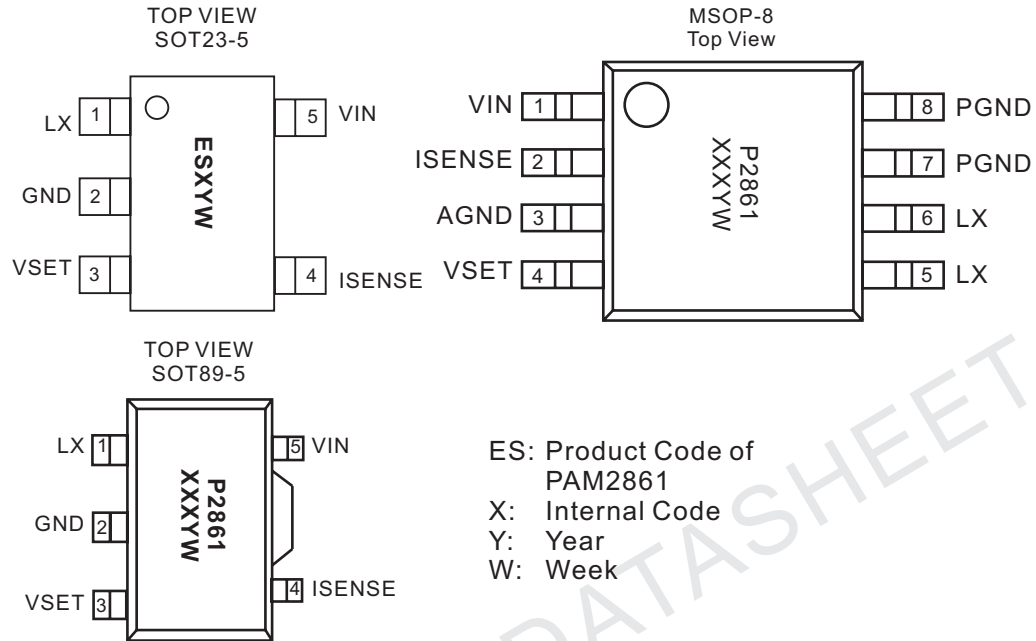 TOP VIEW
SOT23-5
LX 1
5 VIN
GND 2
VSET 3
4 ISENSE
ESXYW
MSOP-8
Top View
VIN 1
8 PGND
ISENSE 2
7 PGND
AGND 3
6 LX
VSET 4
5 LX
P2861
XXXYW
TOP VIEW
SOT89-5
LX 1
5 VIN
GND 2
VSET 3
4 ISENSE
P2861
XXXYW
ES: Product Code of
PAM2861
X: Internal Code
Y: Year
W: Week
DATASHEET